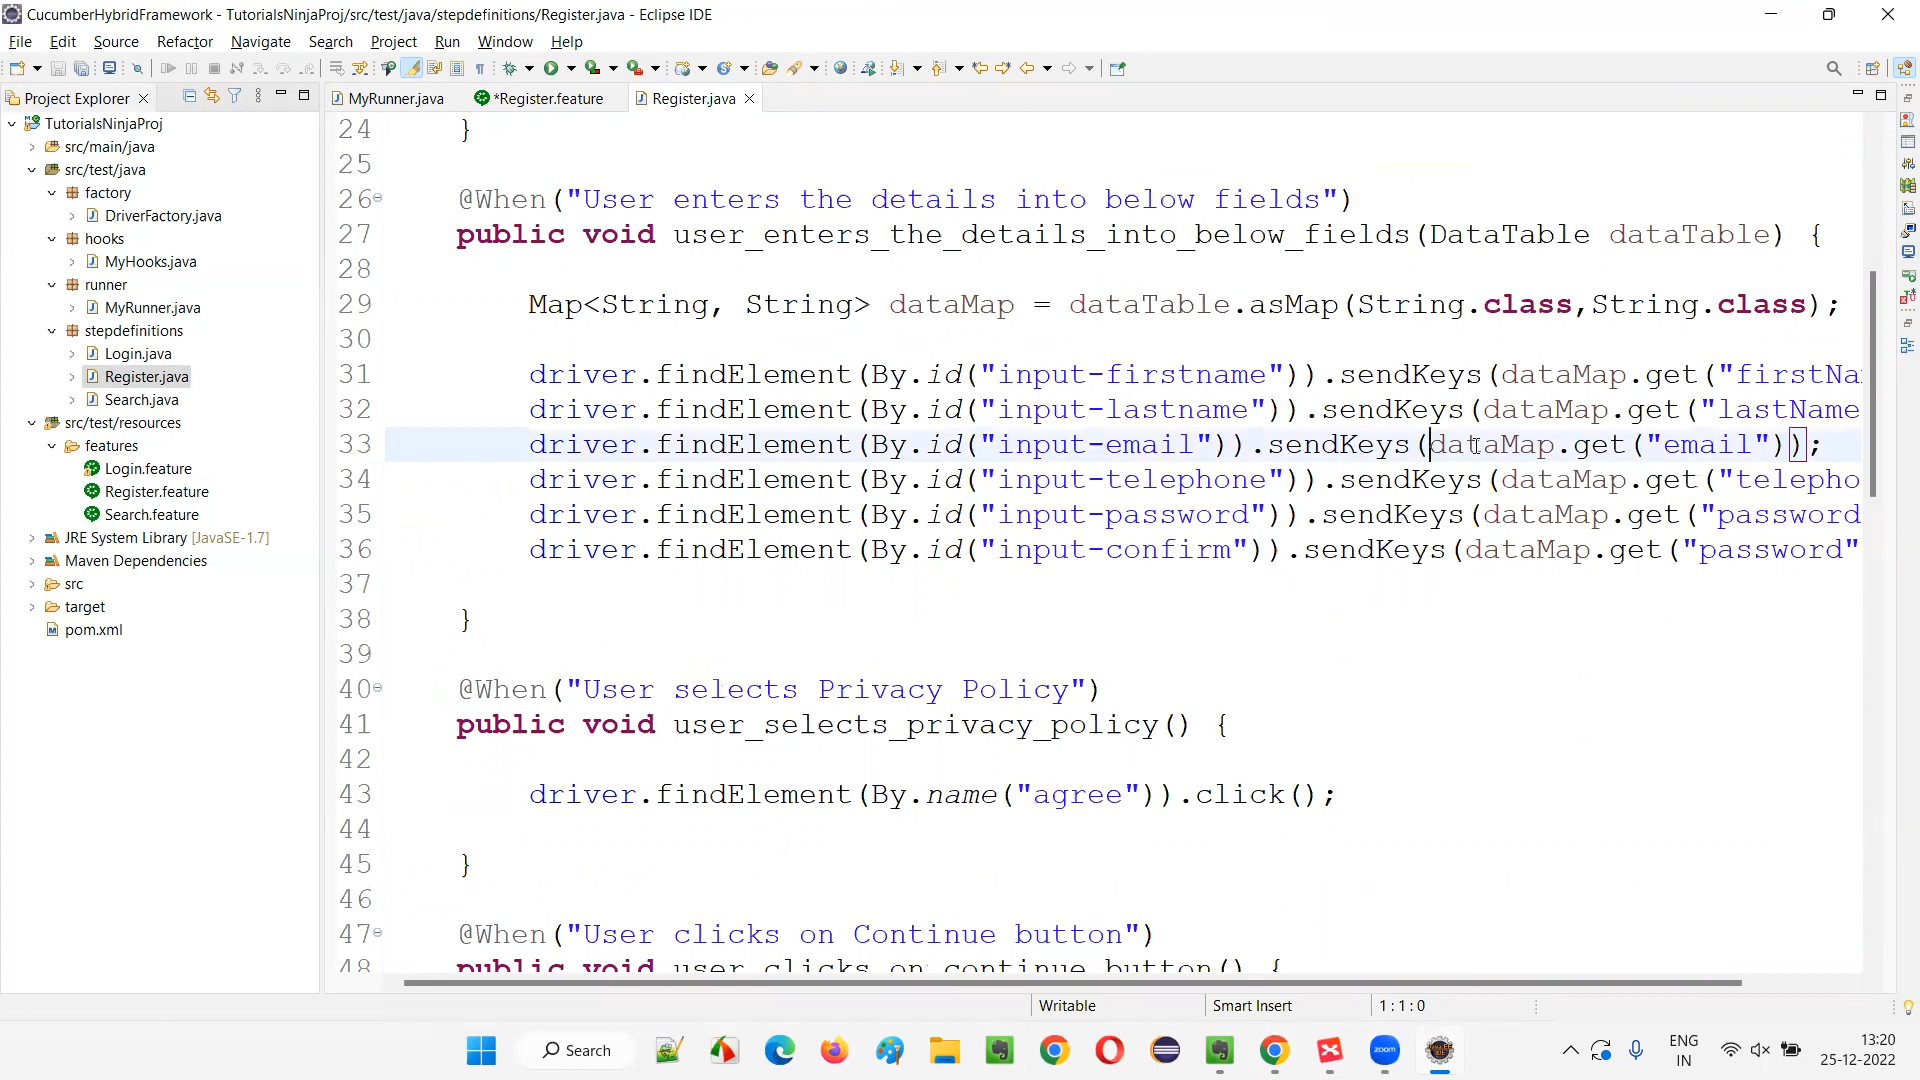 CucumberHybridFramework - TutorialsNinjaProj/src/test/java/stepdefinitions/Register.java - Eclipse IDE
File Edit Source Refactor Navigate Search Project Run Window Help
Project Explorer
TutorialsNinjaProj
src/main/java
src/test/java
factory
DriverFactory.java
hooks
MyHooks.java
runner
MyRunner.java
stepdefinitions
Login.java
Register.java
Search.java
src/test/resources
features
Login.feature
Register.feature
Search.feature
JRE System Library [JavaSE-1.7]
Maven Dependencies
src
target
pom.xml
MyRunner.java *Register.feature Register.java
24 }
25
26 @When("User enters the details into below fields")
27 public void user_enters_the_details_into_below_fields(DataTable dataTable) {
28
29 Map<String, String> dataMap = dataTable.asMap(String.class,String.class);
30
31 driver.findElement(By.id("input-firstname")).sendKeys(dataMap.get("firstNa
32 driver.findElement(By.id("input-lastname")).sendKeys(dataMap.get("lastName
33 driver.findElement(By.id("input-email")).sendKeys(dataMap.get("email"));
34 driver.findElement(By.id("input-telephone")).sendKeys(dataMap.get("telepho
35 driver.findElement(By.id("input-password")).sendKeys(dataMap.get("password
36 driver.findElement(By.id("input-confirm")).sendKeys(dataMap.get("password"
37
38 }
39
40 @When("User selects Privacy Policy")
41 public void user_selects_privacy_policy() {
42
43 driver.findElement(By.name("agree")).click();
44
45 }
46
47 @When("User clicks on Continue button")
48 public void user_clicks_on_continue_button() {
Writable Smart Insert 1 : 1 : 0
Search
zoom
ENG
IN
13:20
25-12-2022